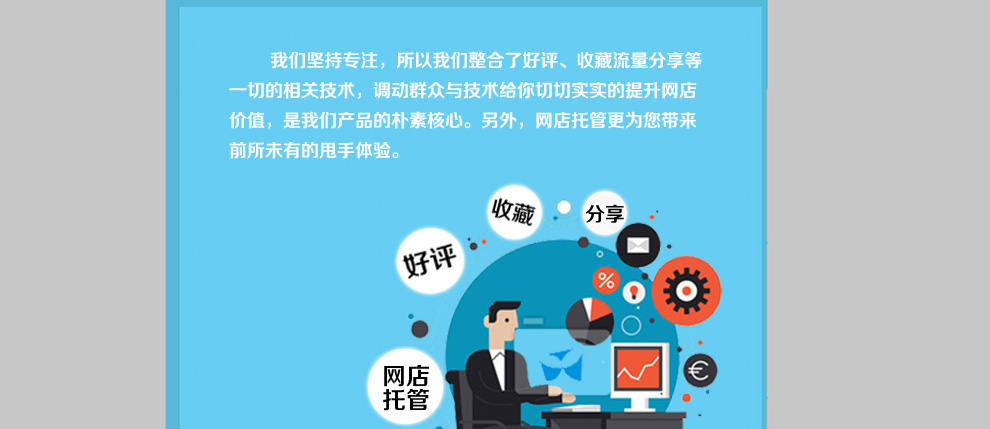 我们坚持专注，所以我们整合了好评、收藏流量分享等
一切的相关技术，调动群众与技术给你切切实实的提升网店
价值，是我们产品的朴素核心。另外，网店托管更为您带来
前所未有的甩手体验。
收藏
分享
好评
%
€
网店
托管